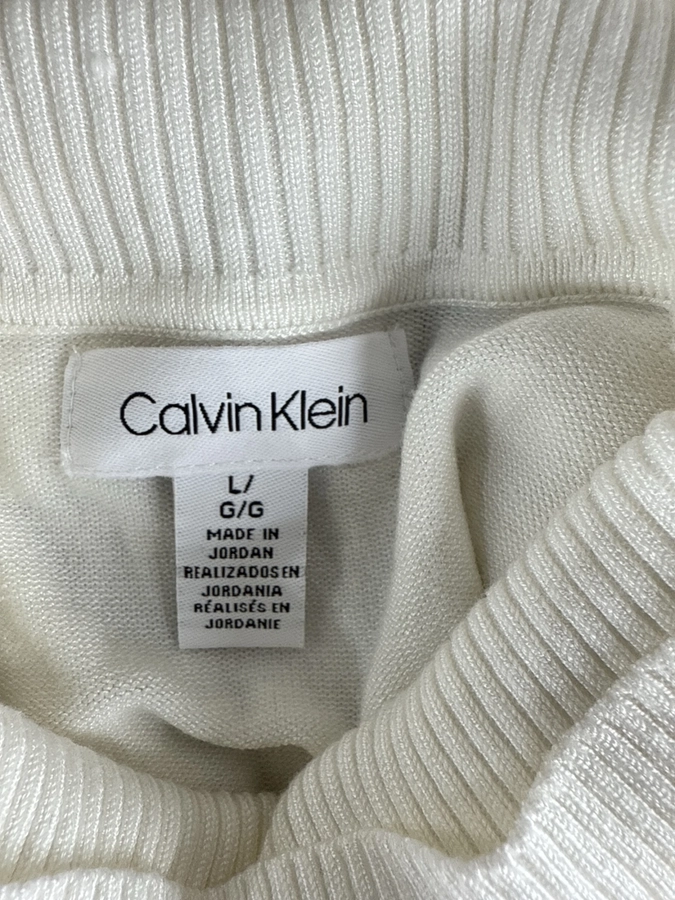 Calvin Klein
L/
G/G
MADE IN
JORDAN
REALIZADOS EN
JORDANIA
RÉALISÉS EN
JORDANIE